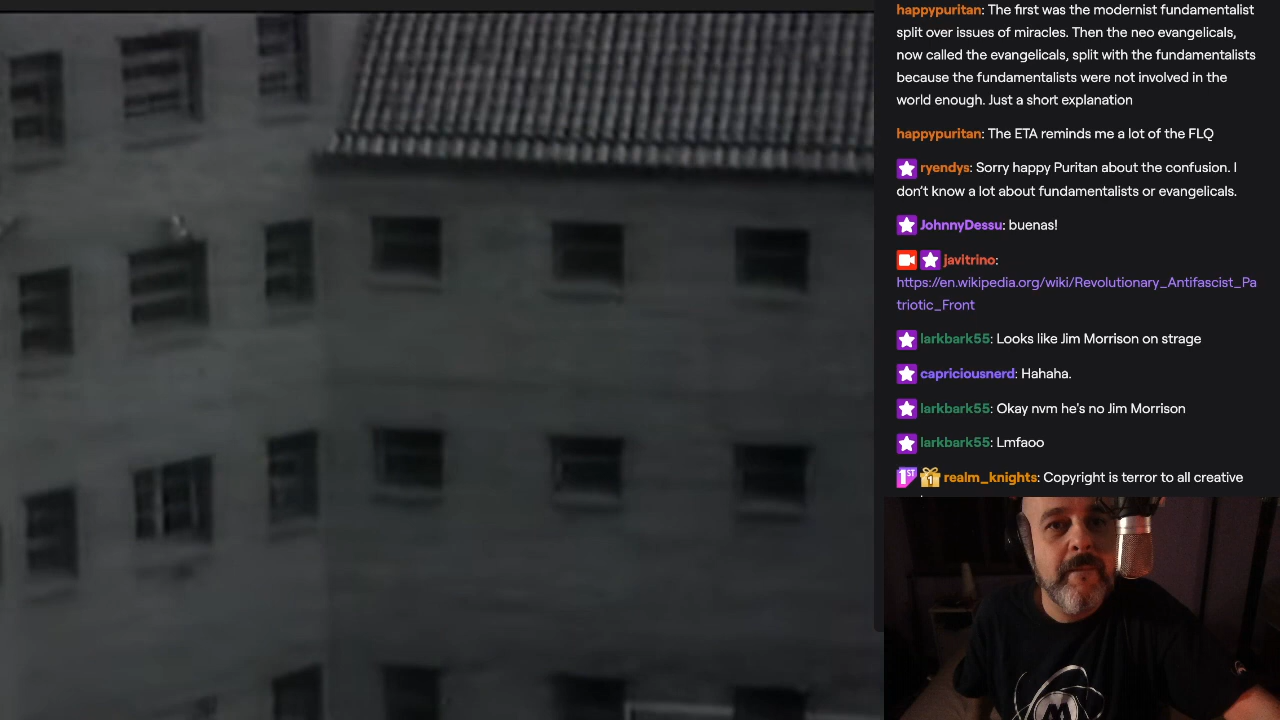 happypuritan: The first was the modernist fundamentalist
split over issues of miracles. Then the neo evangelicals,
now called the evangelicals, split with the fundamentalists
because the fundamentalists were not involved in the
world enough. Just a short explanation
happypuritan: The ETA reminds me a lot of the FLQ
ryendys: Sorry happy Puritan about the confusion. I
don't know a lot about fundamentalists or evangelicals.
JohnnyDessu: buenas!
javitrino:
https://en.wikipedia.org/wiki/Revolutionary_Antifascist_Pa
triotic_Front
larkbark55: Looks like Jim Morrison on strage
capriciousnerd: Hahaha.
larkbark55: Okay nvm he's no Jim Morrison
larkbark55: Lmfaoo
1ST 1 realm_knights: Copyright is terror to all creative